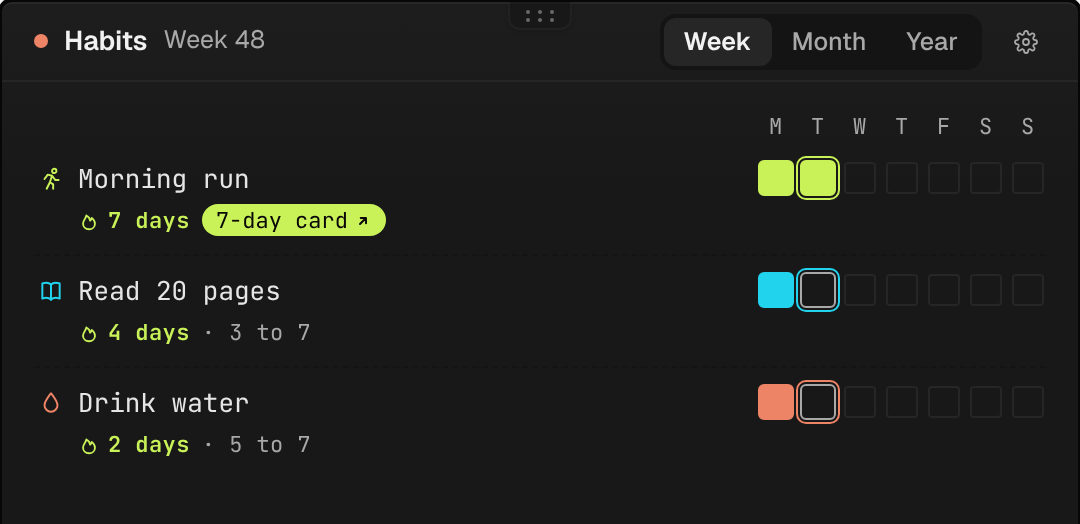 Habits Week 48 Week Month Year
M T W T F S S
Morning run
7 days 7-day card ↗
Read 20 pages
4 days · 3 to 7
Drink water
2 days · 5 to 7